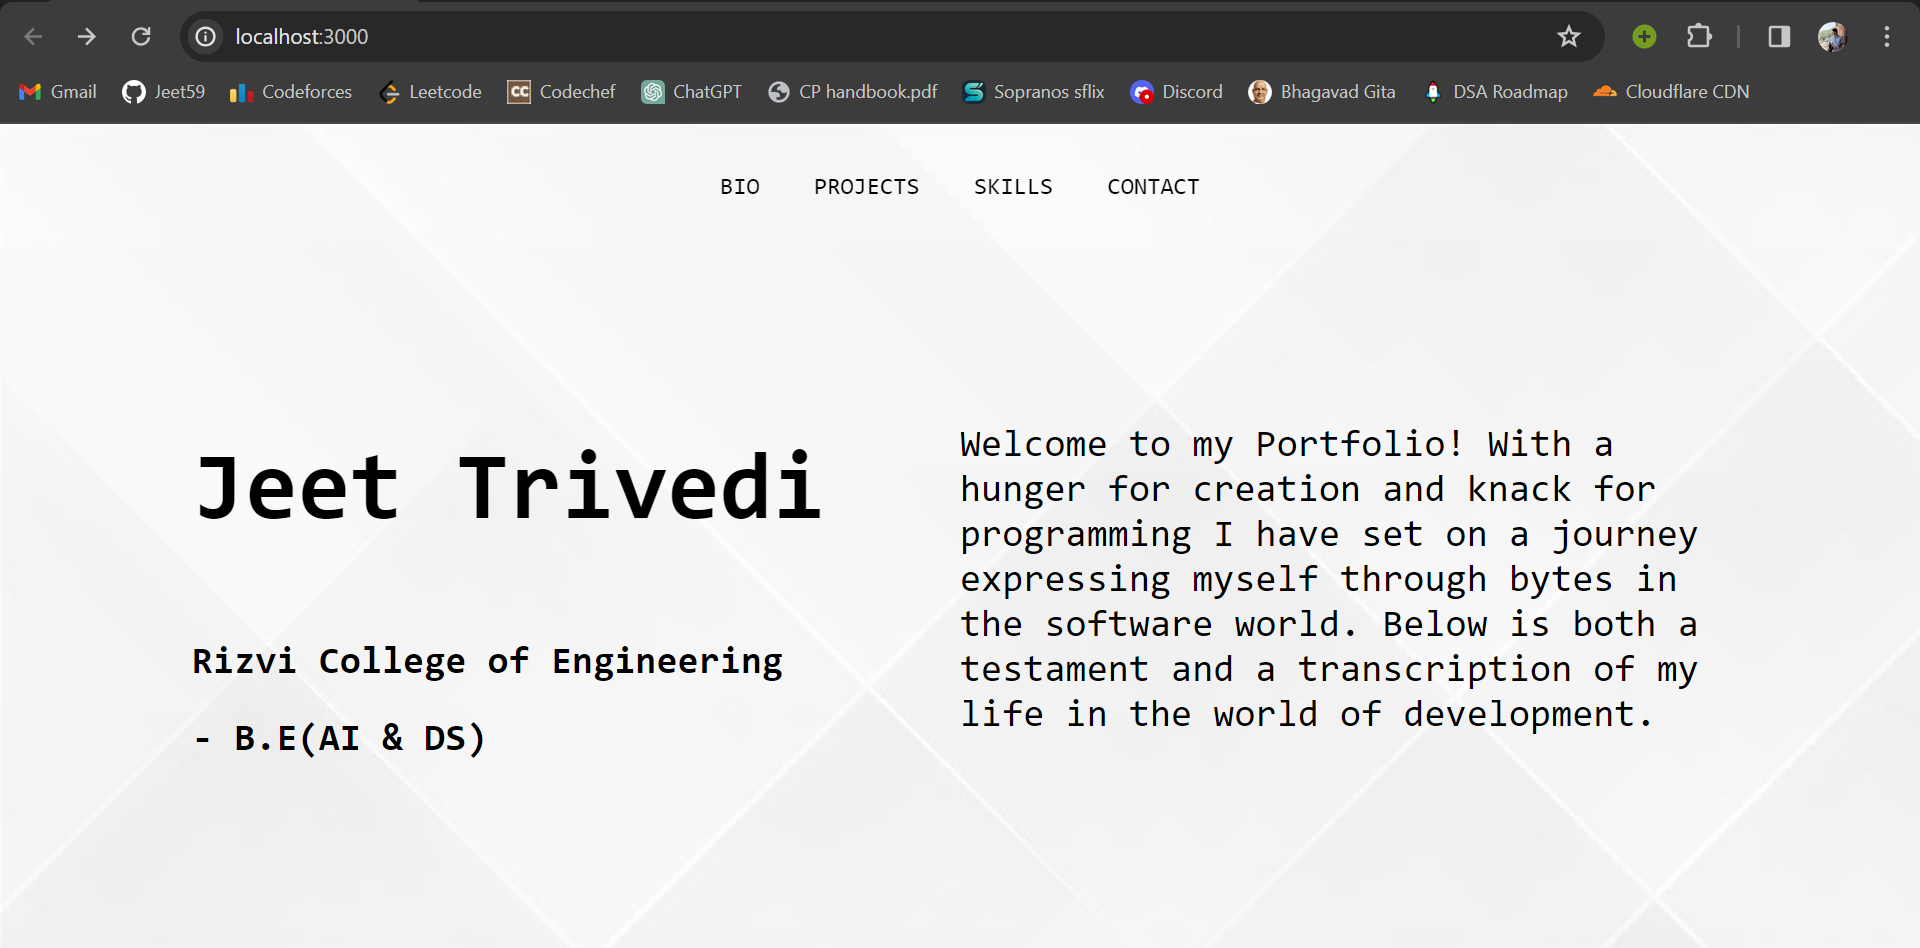 localhost:3000
Gmail Jeet59 Codeforces Leetcode CC Codechef ChatGPT CP handbook.pdf Sopranos sflix Discord Bhagavad Gita DSA Roadmap Cloudflare CDN
BIO PROJECTS SKILLS CONTACT
Jeet Trivedi
Rizvi College of Engineering
- B.E(AI & DS)
Welcome to my Portfolio! With a
hunger for creation and knack for
programming I have set on a journey
expressing myself through bytes in
the software world. Below is both a
testament and a transcription of my
life in the world of development.